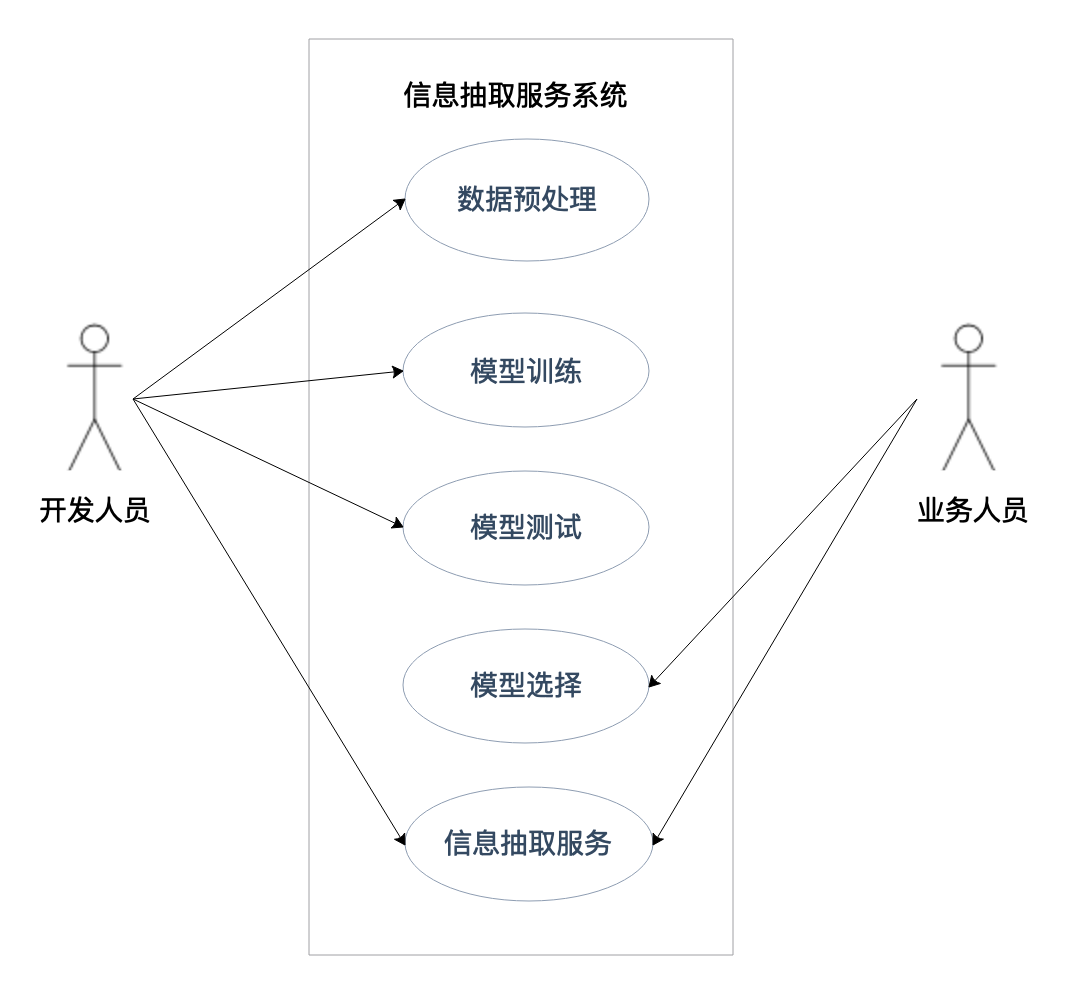 信息抽取服务系统
数据预处理
模型训练
开发人员
业务人员
模型测试
模型选择
信息抽取服务